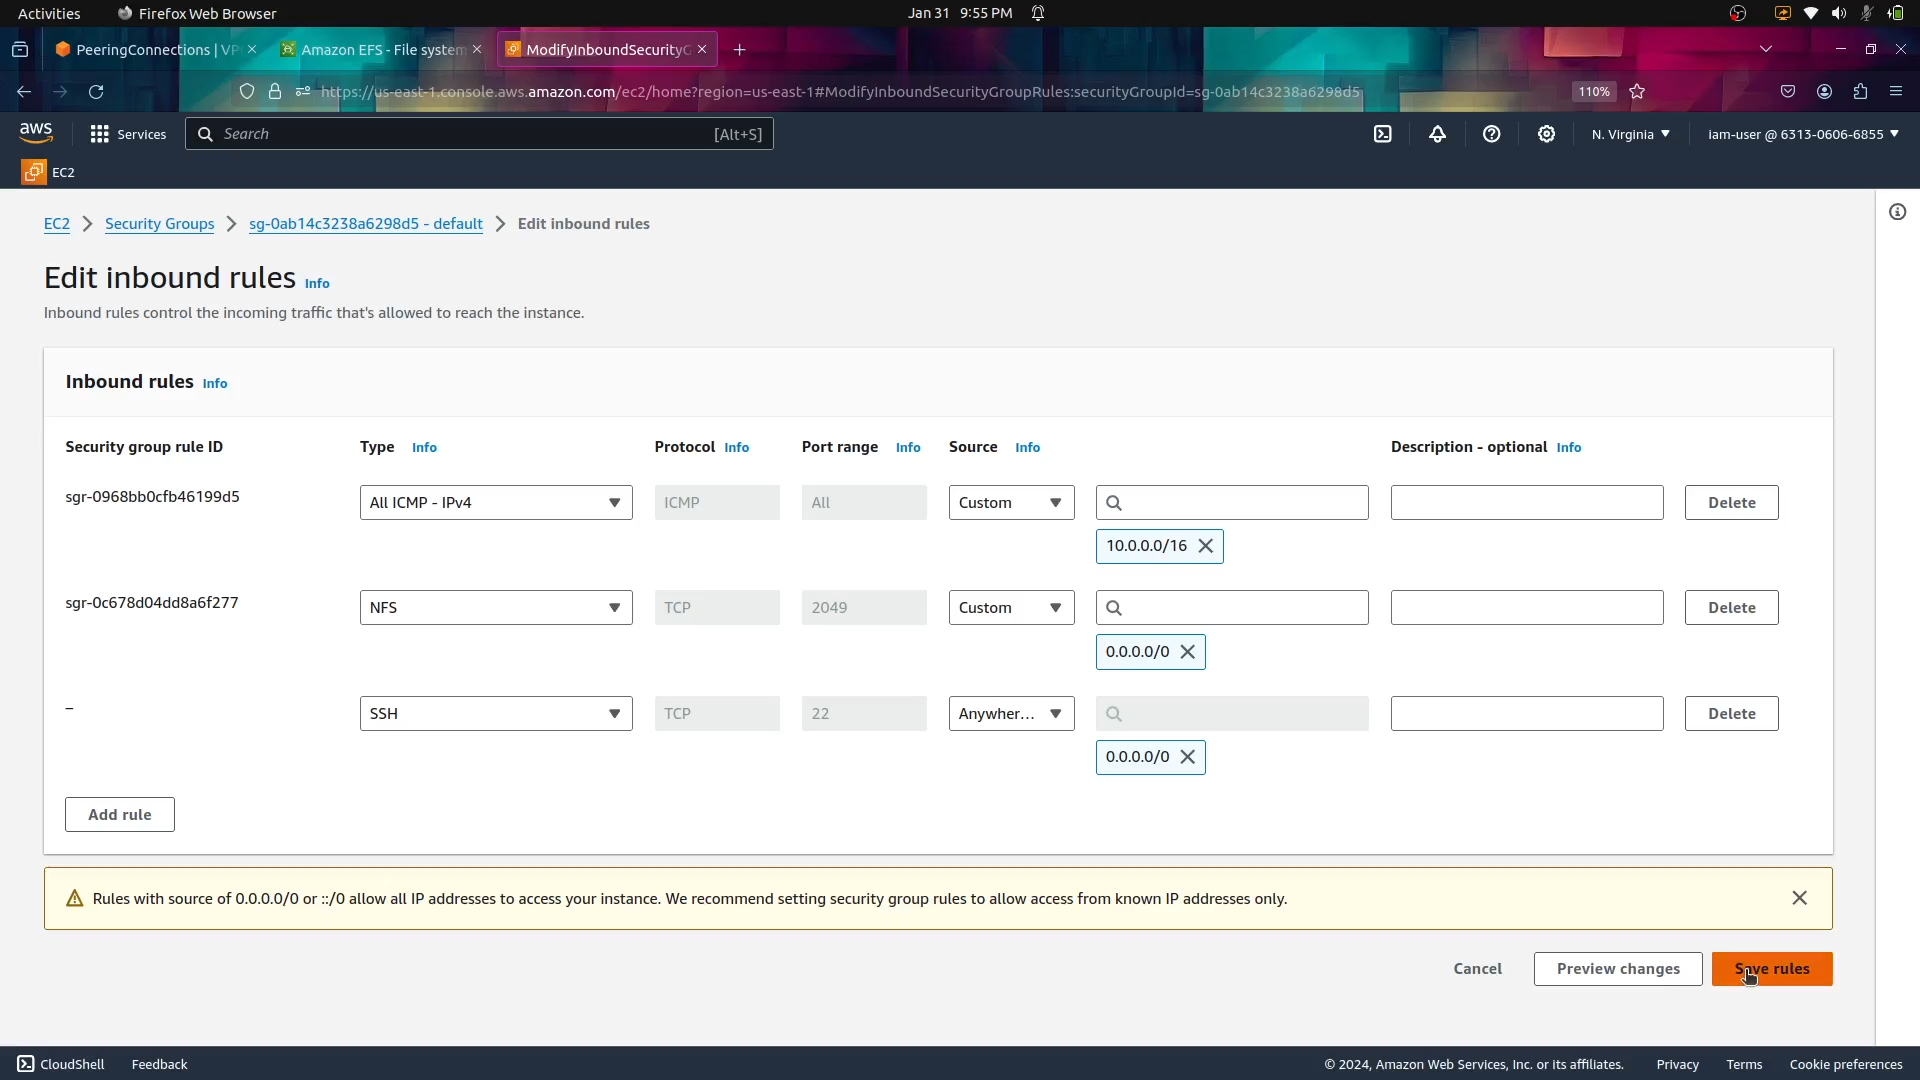 Activities
Firefox Web Browser
Jan 31 9:55 PM
PeeringConnections | VP
Amazon EFS - File system
ModifyInboundSecurityG
https://us-east-1.console.aws.amazon.com/ec2/home?region=us-east-1#ModifyInboundSecurityGroupRules:securityGroupId=sg-0ab14c3238a6298d5
110%
aws
Services
Search
[Alt+S]
N. Virginia
iam-user @ 6313-0606-6855
EC2
EC2
Security Groups
sg-0ab14c3238a6298d5 - default
Edit inbound rules
Edit inbound rules Info
Inbound rules control the incoming traffic that's allowed to reach the instance.
Inbound rules Info
Security group rule ID
Type Info
Protocol Info
Port range Info
Source Info
Description - optional Info
sgr-0968bb0cfb46199d5
All ICMP - IPv4
ICMP
All
Custom
Delete
10.0.0.0/16
sgr-0c678d04dd8a6f277
NFS
TCP
2049
Custom
Delete
0.0.0.0/0
–
SSH
TCP
22
Anywher...
Delete
0.0.0.0/0
Add rule
Rules with source of 0.0.0.0/0 or ::/0 allow all IP addresses to access your instance. We recommend setting security group rules to allow access from known IP addresses only.
Cancel
Preview changes
Save rules
CloudShell
Feedback
© 2024, Amazon Web Services, Inc. or its affiliates.
Privacy
Terms
Cookie preferences